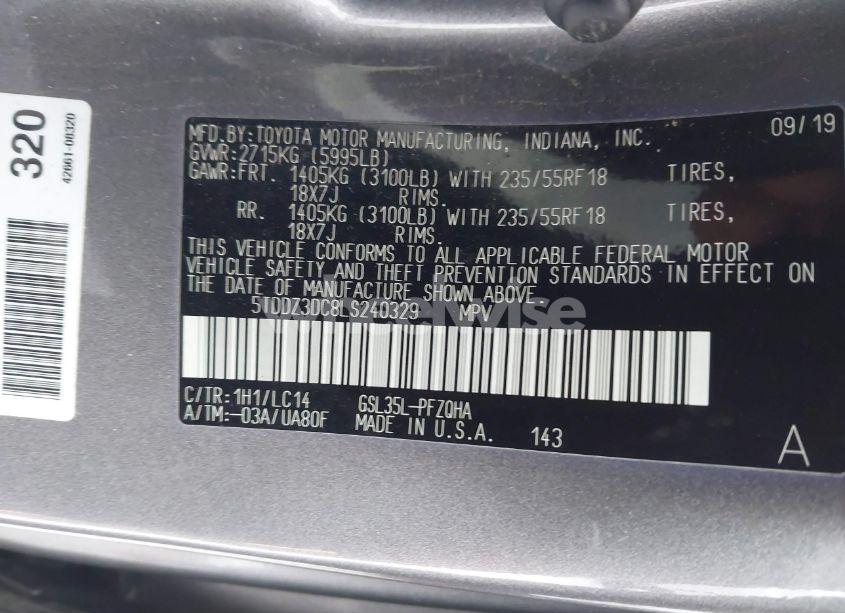 320
42661-08320
MFD.BY:TOYOTA MOTOR MANUFACTURING, INDIANA, INC. 09/19
GVWR:2715KG (5995LB)
GAWR:FRT. 1405KG (3100LB) WITH 235/55RF18 TIRES,
18X7J RIMS.
RR. 1405KG (3100LB) WITH 235/55RF18 TIRES,
18X7J RIMS.
THIS VEHICLE CONFORMS TO ALL APPLICABLE FEDERAL MOTOR
VEHICLE SAFETY AND THEFT PREVENTION STANDARDS IN EFFECT ON
THE DATE OF MANUFACTURE SHOWN ABOVE.
5TDDZ3DC8LS240329 MPV
C/TR:1H1/LC14 GSL35L-PFZQHA
A/TM:-03A/UA80F MADE IN U.S.A. 143
A